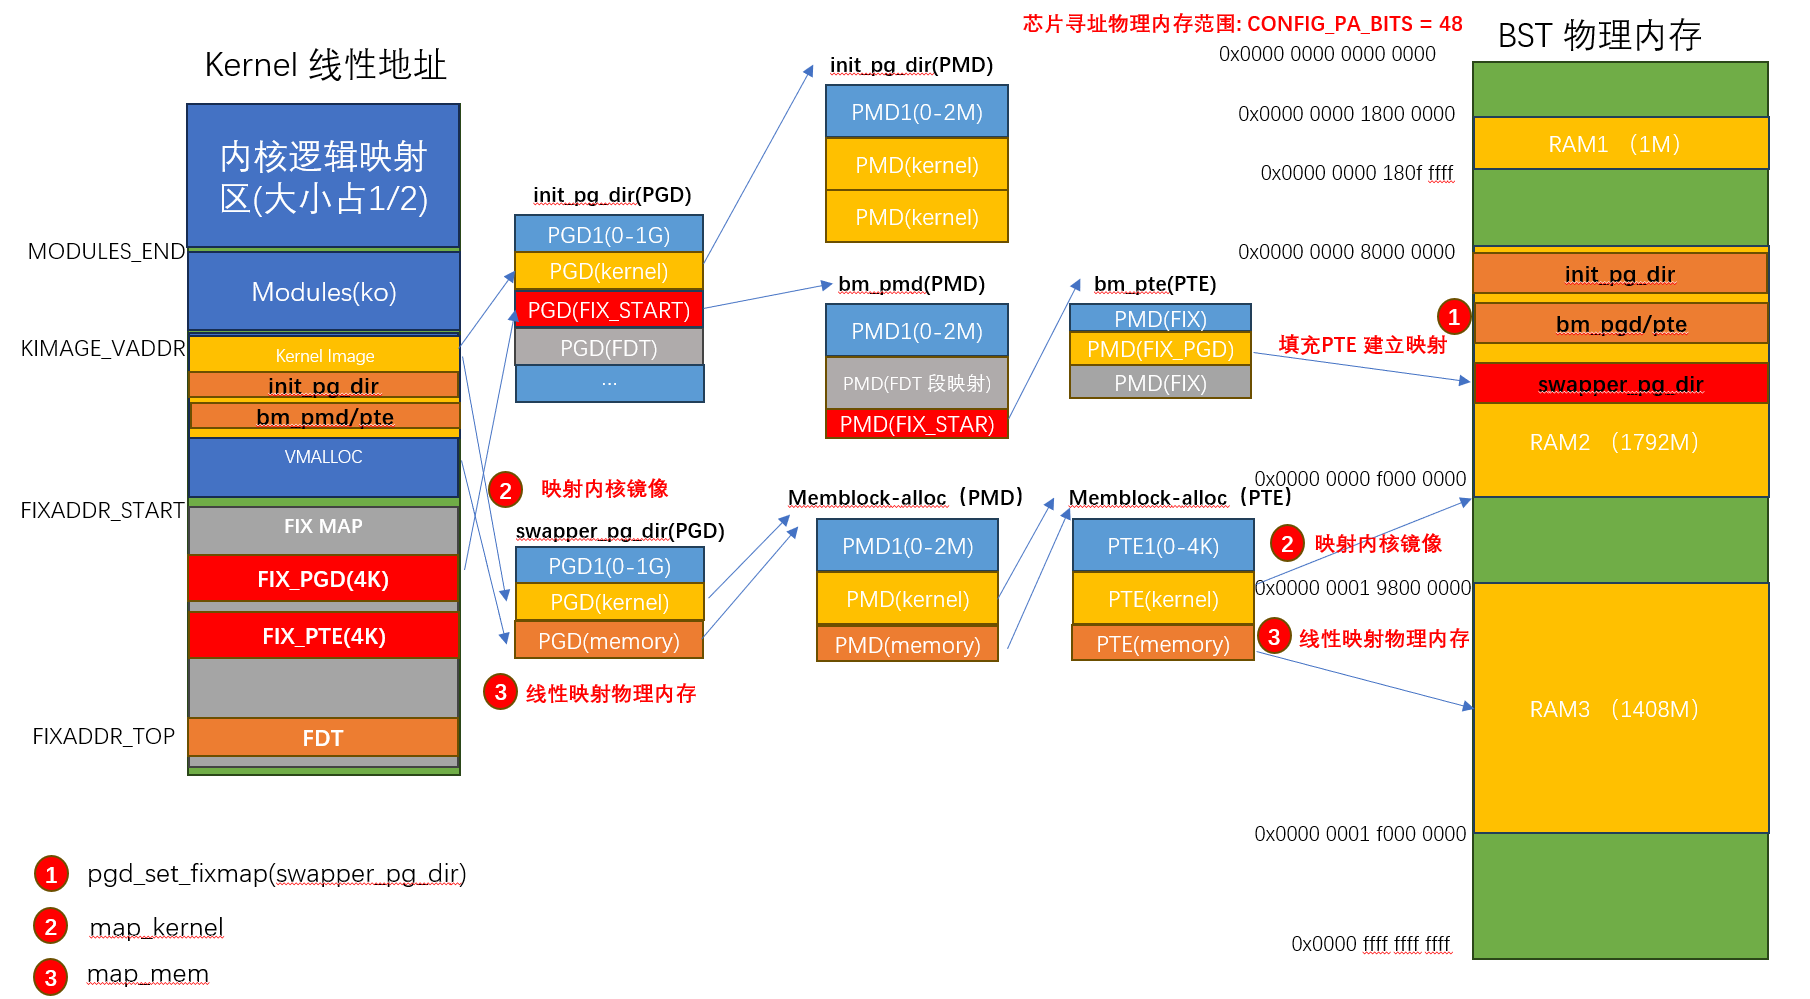 芯片寻址物理内存范围: CONFIG_PA_BITS = 48
BST 物理内存
Kernel 线性地址
内核逻辑映射
区(大小占1/2)
MODULES_END
Modules(ko)
KIMAGE_VADDR
Kernel Image
init_pg_dir
bm_pmd/pte
VMALLOC
FIXADDR_START
FIX MAP
FIX_PGD(4K)
FIX_PTE(4K)
FIXADDR_TOP
FDT
init_pg_dir(PGD)
PGD1(0-1G)
PGD(kernel)
PGD(FIX_START)
PGD(FDT)
...
init_pg_dir(PMD)
PMD1(0-2M)
PMD(kernel)
PMD(kernel)
bm_pmd(PMD)
PMD1(0-2M)
PMD(FDT 段映射)
PMD(FIX_STAR)
bm_pte(PTE)
PMD(FIX)
PMD(FIX_PGD)
PMD(FIX)
填充PTE 建立映射
2 映射内核镜像
swapper_pg_dir(PGD)
PGD1(0-1G)
PGD(kernel)
PGD(memory)
3 线性映射物理内存
Memblock-alloc（PMD）
PMD1(0-2M)
PMD(kernel)
PMD(memory)
Memblock-alloc（PTE）
PTE1(0-4K)
PTE(kernel)
PTE(memory)
2 映射内核镜像
3 线性映射物理内存
0x0000 0000 0000 0000
0x0000 0000 1800 0000
RAM1 （1M）
0x0000 0000 180f ffff
0x0000 0000 8000 0000
init_pg_dir
1
bm_pgd/pte
swapper_pg_dir
RAM2 （1792M）
0x0000 0000 f000 0000
0x0000 0001 9800 0000
RAM3 （1408M）
0x0000 0001 f000 0000
0x0000 ffff ffff ffff
1 pgd_set_fixmap(swapper_pg_dir)
2 map_kernel
3 map_mem